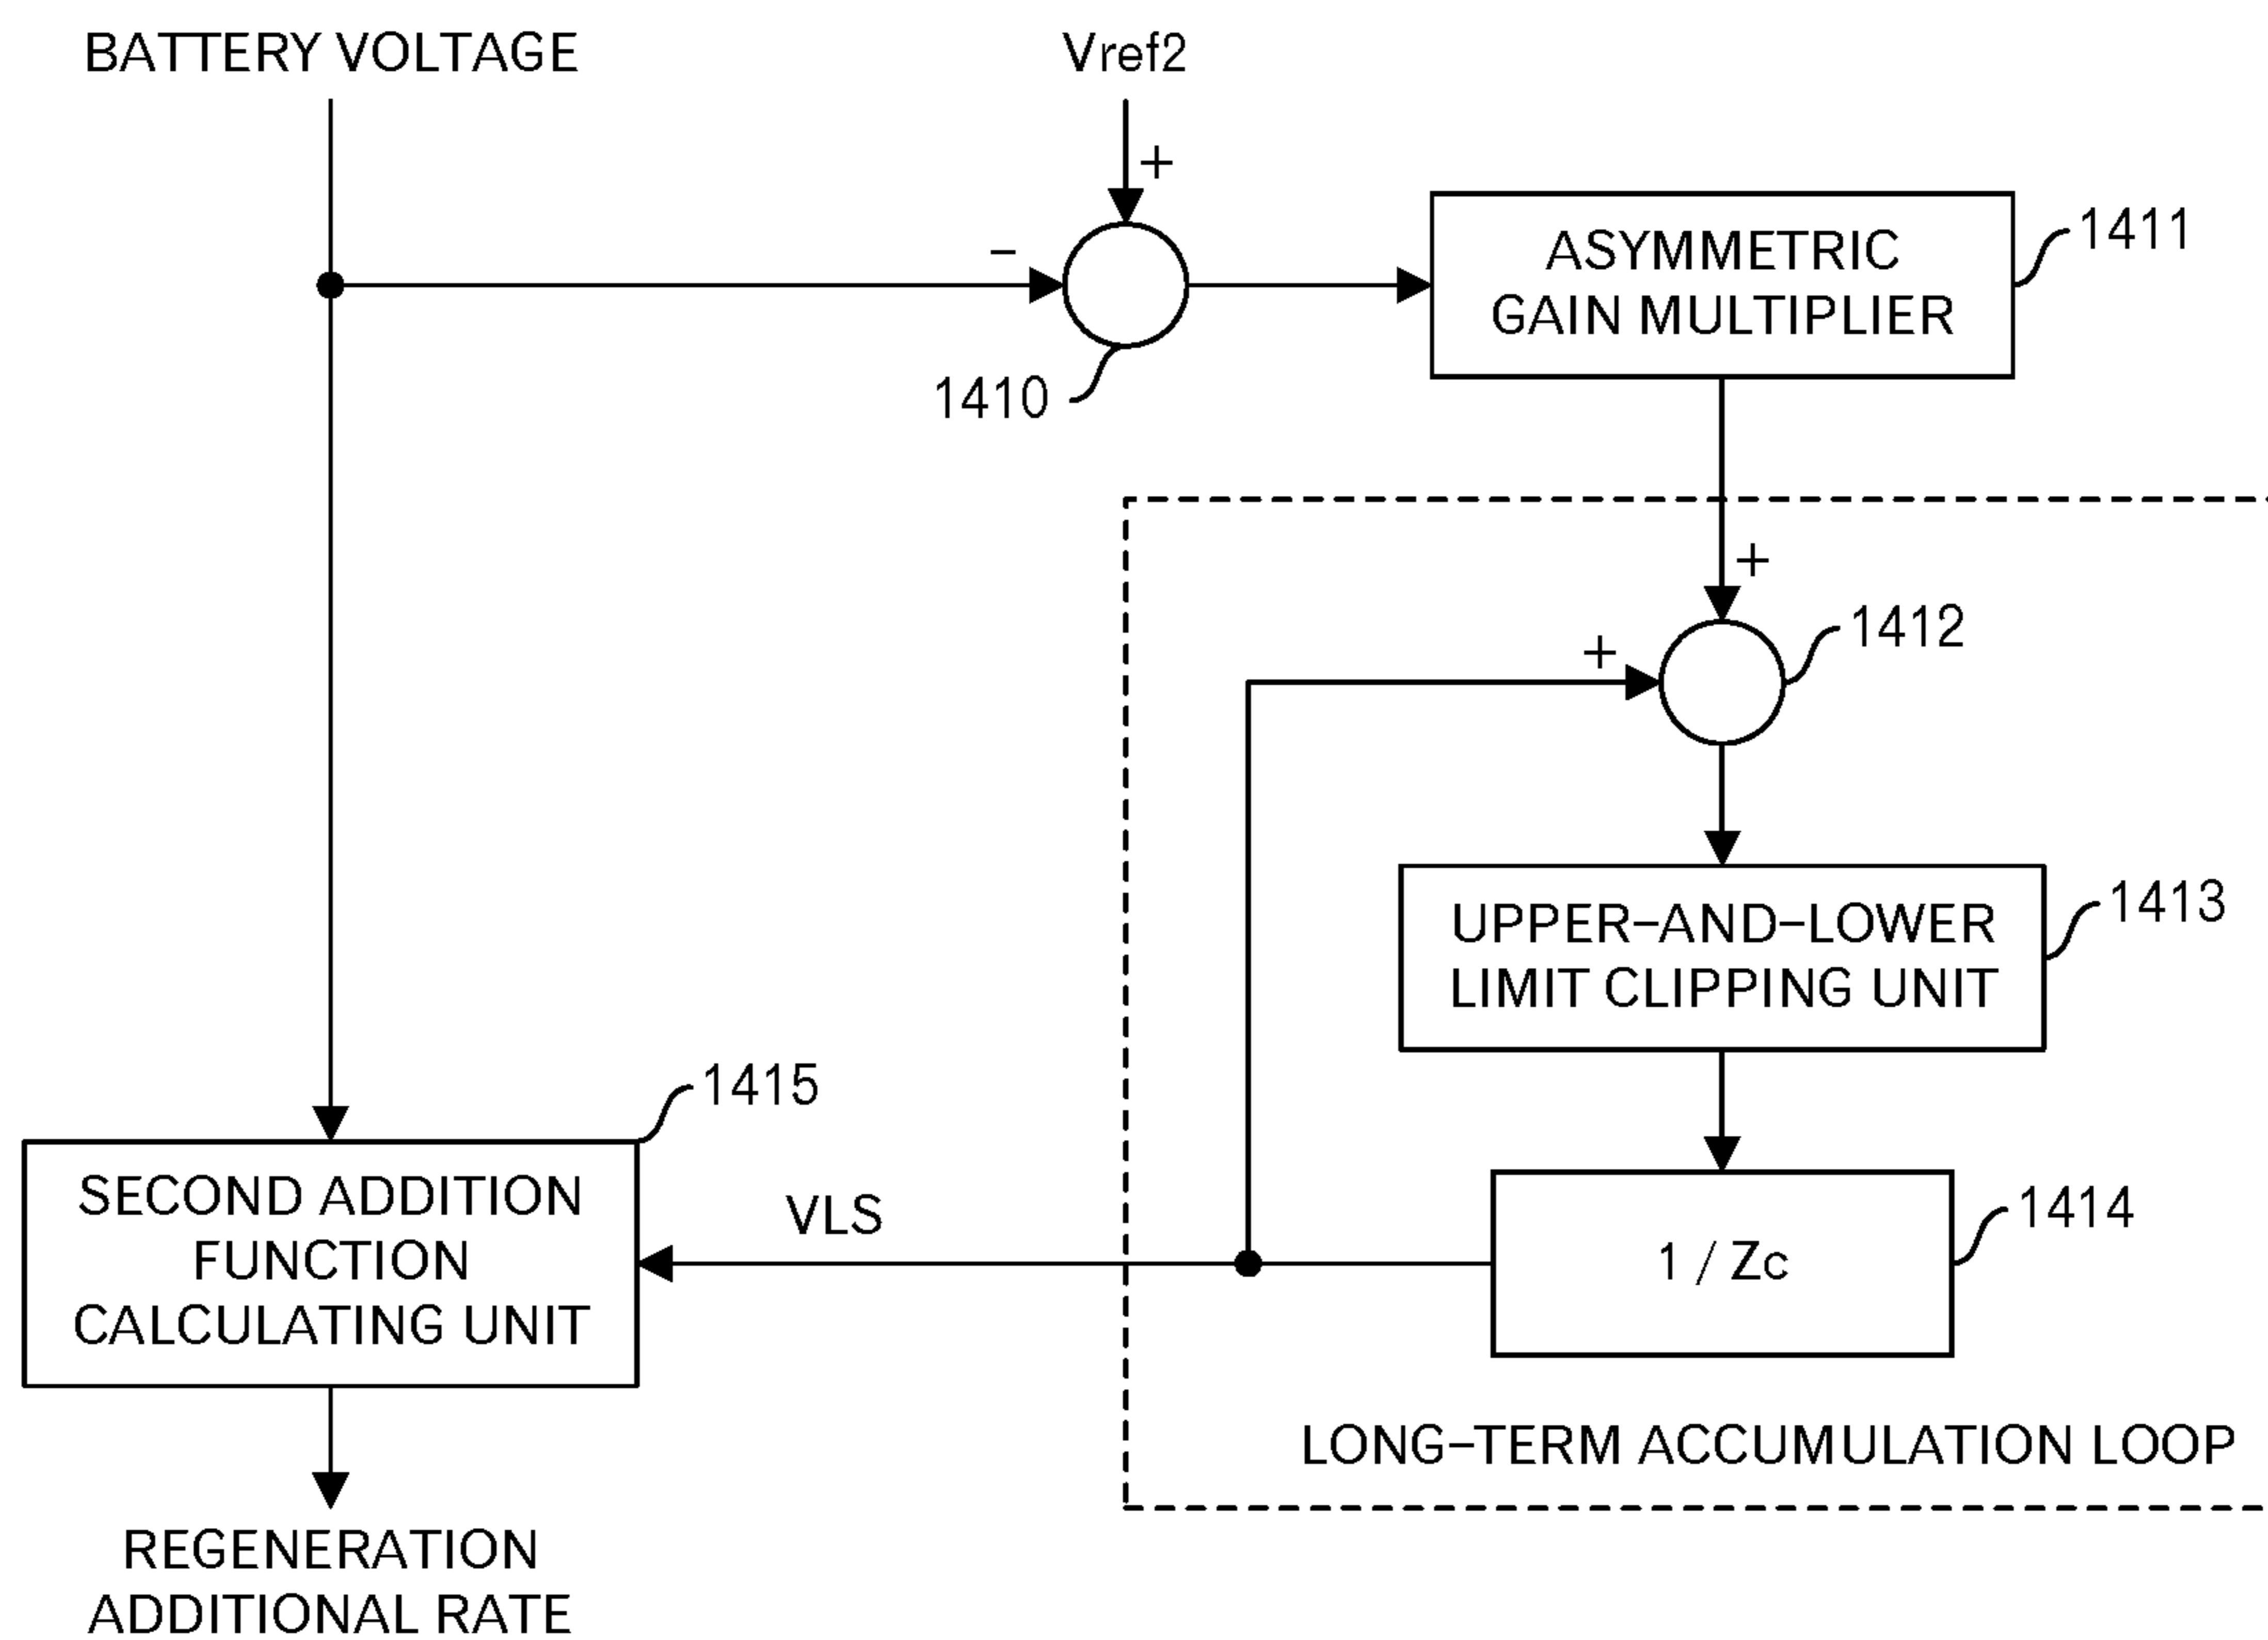 BATTERY VOLTAGE
Vref2
+
−
1410
ASYMMETRIC
GAIN MULTIPLIER
1411
+
+
1412
UPPER−AND−LOWER
LIMIT CLIPPING UNIT
1413
1415
SECOND ADDITION
FUNCTION
CALCULATING UNIT
VLS
1 / Zc
1414
LONG−TERM ACCUMULATION LOOP
REGENERATION
ADDITIONAL RATE